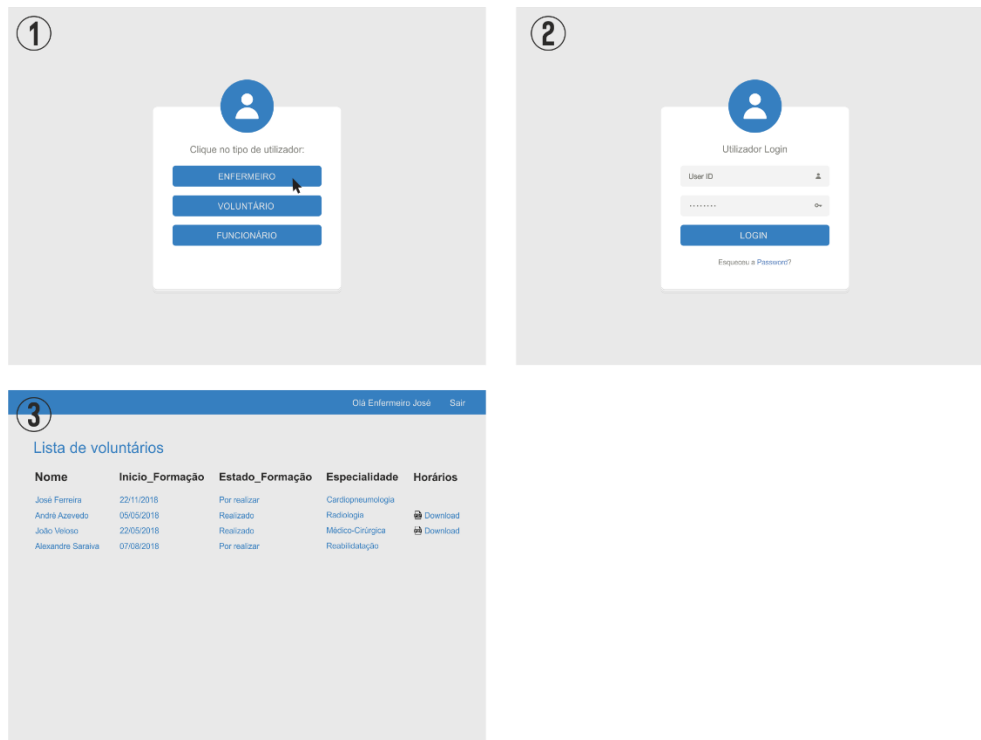 1
Clique no tipo de utilizador:
ENFERMEIRO
VOLUNTÁRIO
FUNCIONÁRIO
2
Utilizador Login
User ID
········
LOGIN
Esqueceu a Password?
3
Olá Enfermeiro José Sair
Lista de voluntários
Nome Inicio_Formação Estado_Formação Especialidade Horários
José Ferreira 22/11/2018 Por realizar Cardiopneumologia
André Azevedo 05/05/2018 Realizado Radiologia Download
João Veloso 22/05/2018 Realizado Médico-Cirúrgica Download
Alexandre Saraiva 07/08/2018 Por realizar Reabilidatação